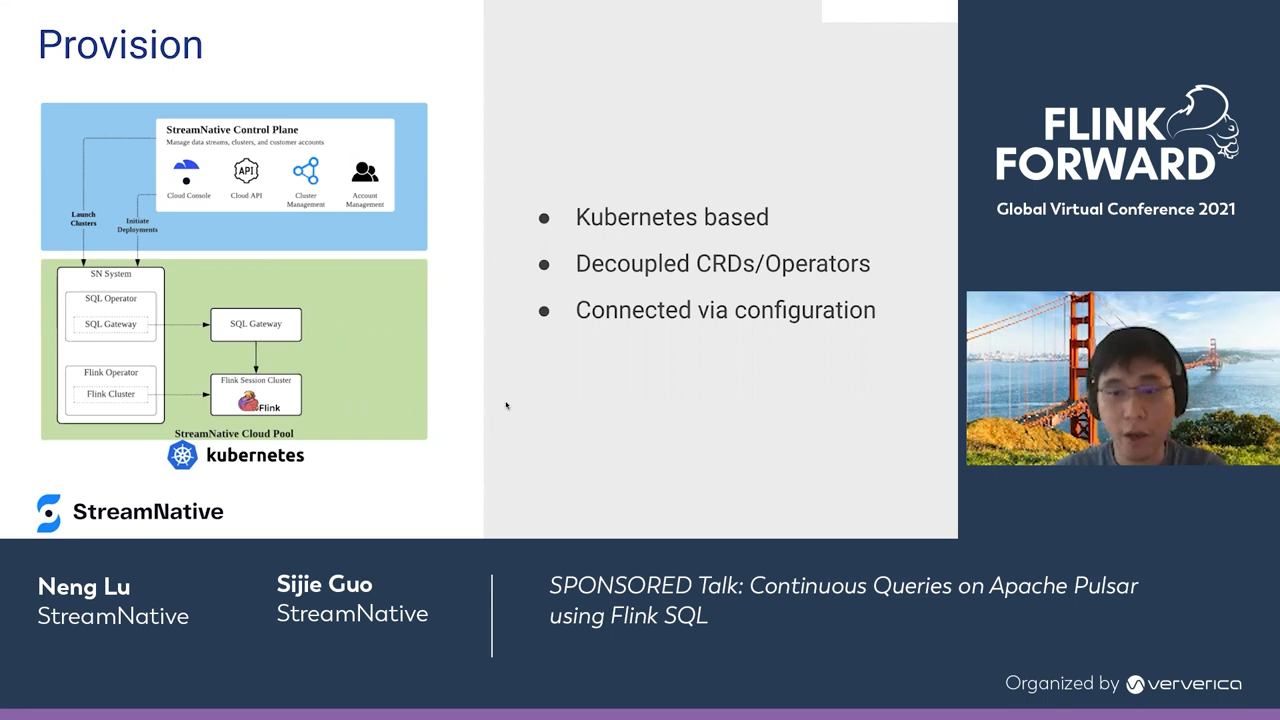 Provision
StreamNative Control Plane
Manage data streams, clusters, and customer accounts
API
Cloud Console
Cloud API
Cluster
Management
Account
Management
Launch
Clusters
Initiate
Deployments
SN System
SQL Operator
SQL Gateway
SQL Gateway
Flink Operator
Flink Cluster
Flink Session Cluster
Flink
StreamNative Cloud Pool
kubernetes
StreamNative
● Kubernetes based
● Decoupled CRDs/Operators
● Connected via configuration
FLINK
FORWARD
Global Virtual Conference 2021
Neng Lu
StreamNative
Sijie Guo
StreamNative
SPONSORED Talk: Continuous Queries on Apache Pulsar
using Flink SQL
Organized by ververica